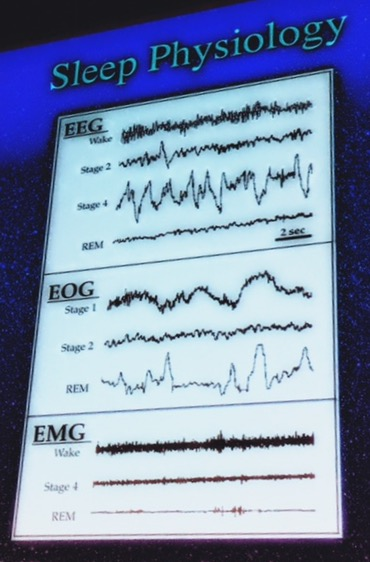 Sleep Physiology
EEG
Wake
Stage 2
Stage 4
REM
2 sec
EOG
Stage 1
Stage 2
REM
EMG
Wake
Stage 4
REM